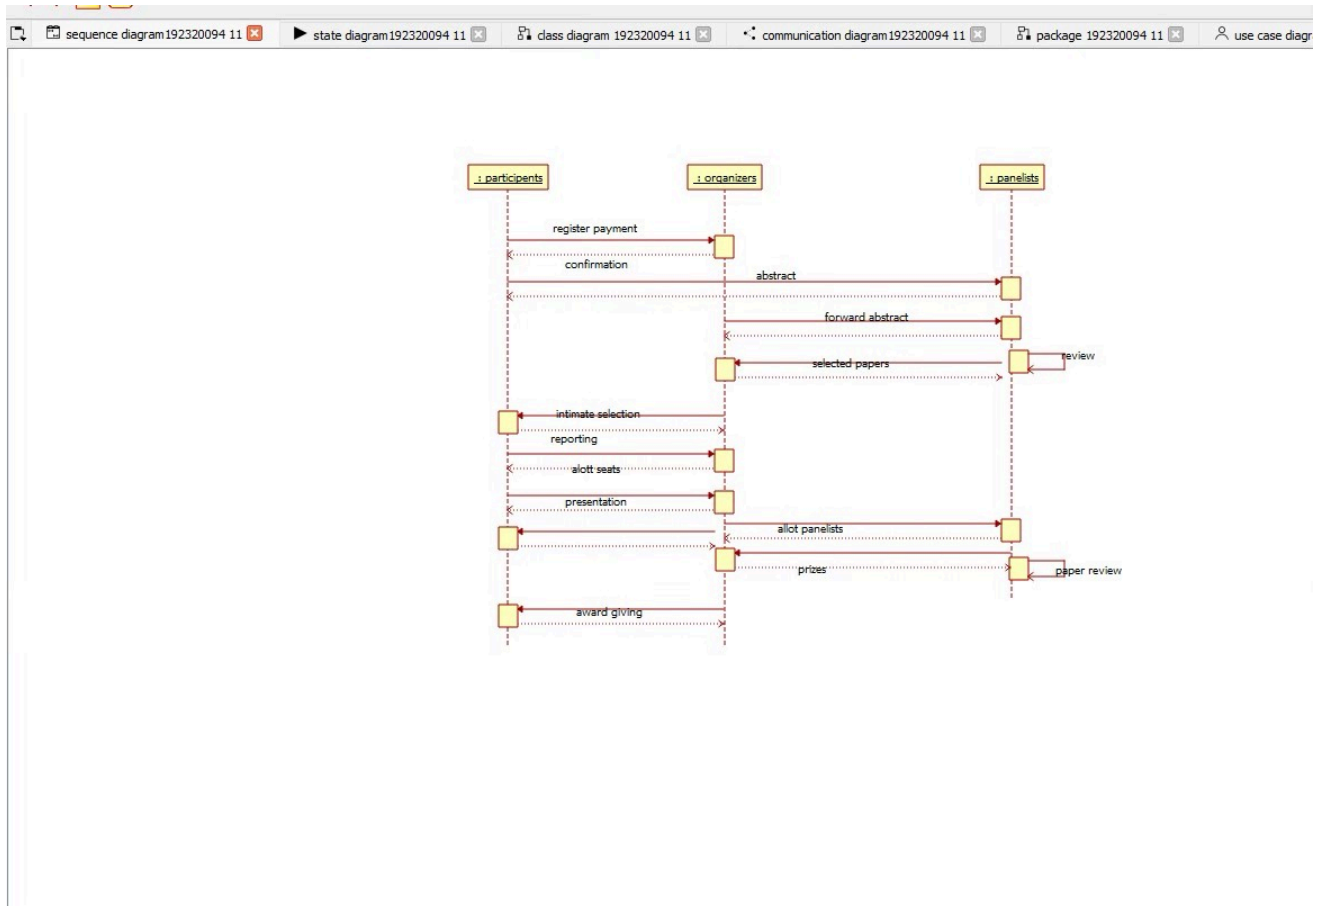 sequence diagram192320094 11
state diagram192320094 11
class diagram 192320094 11
communication diagram192320094 11
package 192320094 11
use case diagr
: participents
: organizers
: panelists
register payment
confirmation
abstract
forward abstract
review
selected papers
intimate selection
reporting
alott seats
presentation
allot panelists
prizes
paper review
award giving